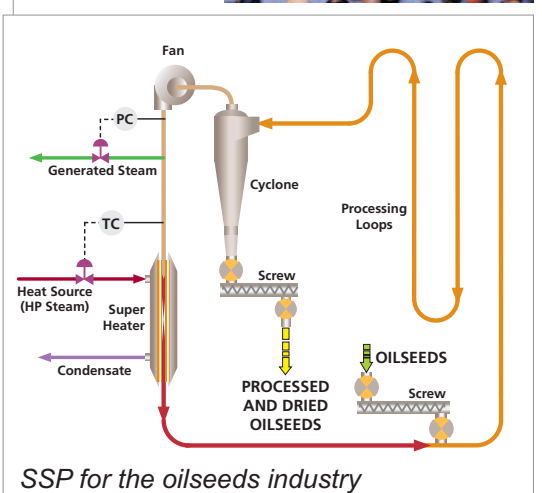 Fan
PC
Generated Steam
Cyclone
Processing
Loops
TC
Heat Source
(HP Steam)
Super
Heater
Screw
Condensate
OILSEEDS
PROCESSED
AND DRIED
OILSEEDS
Screw
SSP for the oilseeds industry